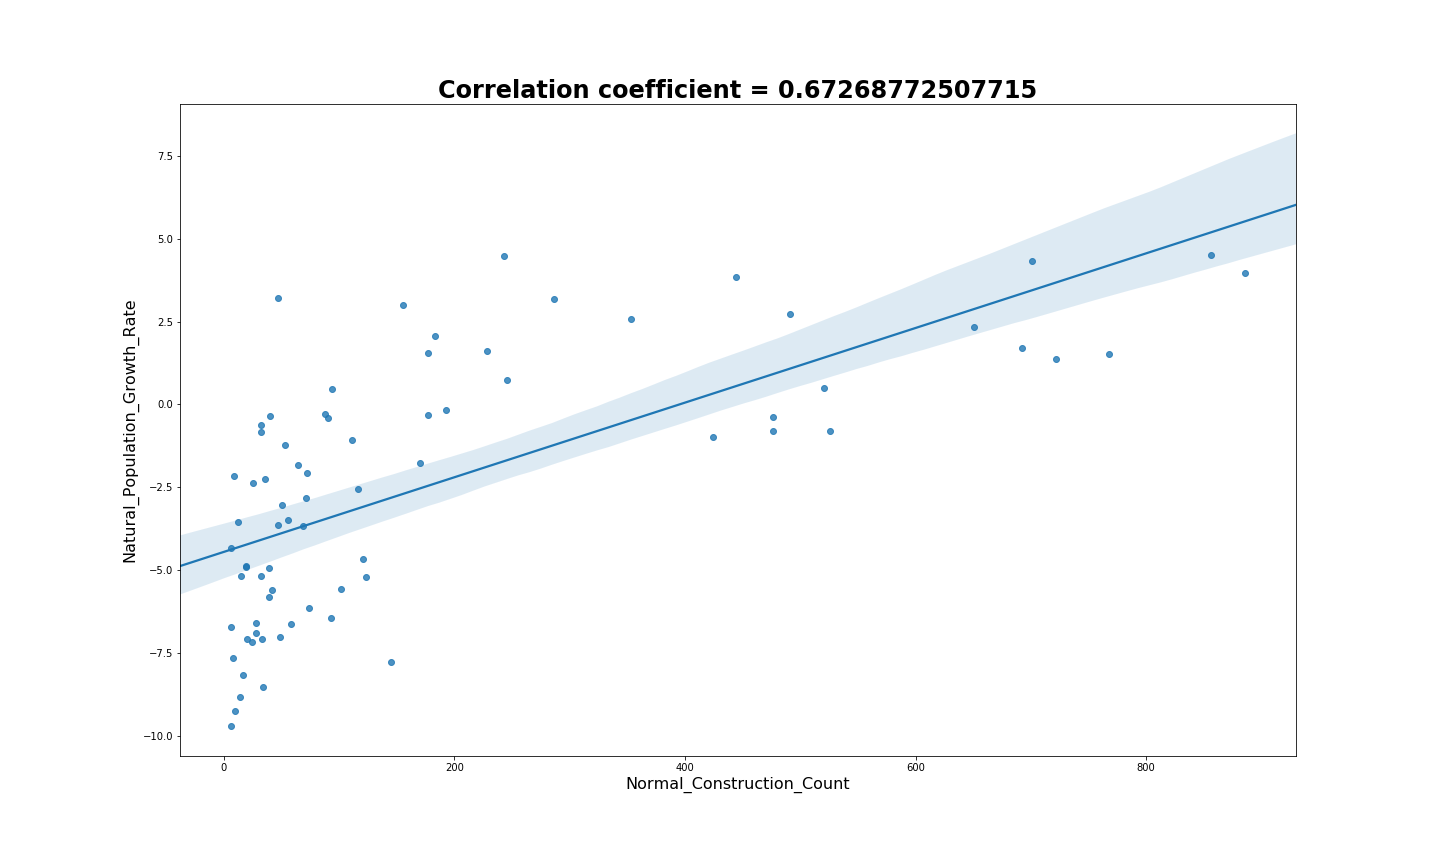 Correlation coefficient = 0.67268772507715
7.5
5.0
2.5
0.0
−2.5
−5.0
−7.5
−10.0
Natural_Population_Growth_Rate
0 200 400 600 800
Normal_Construction_Count